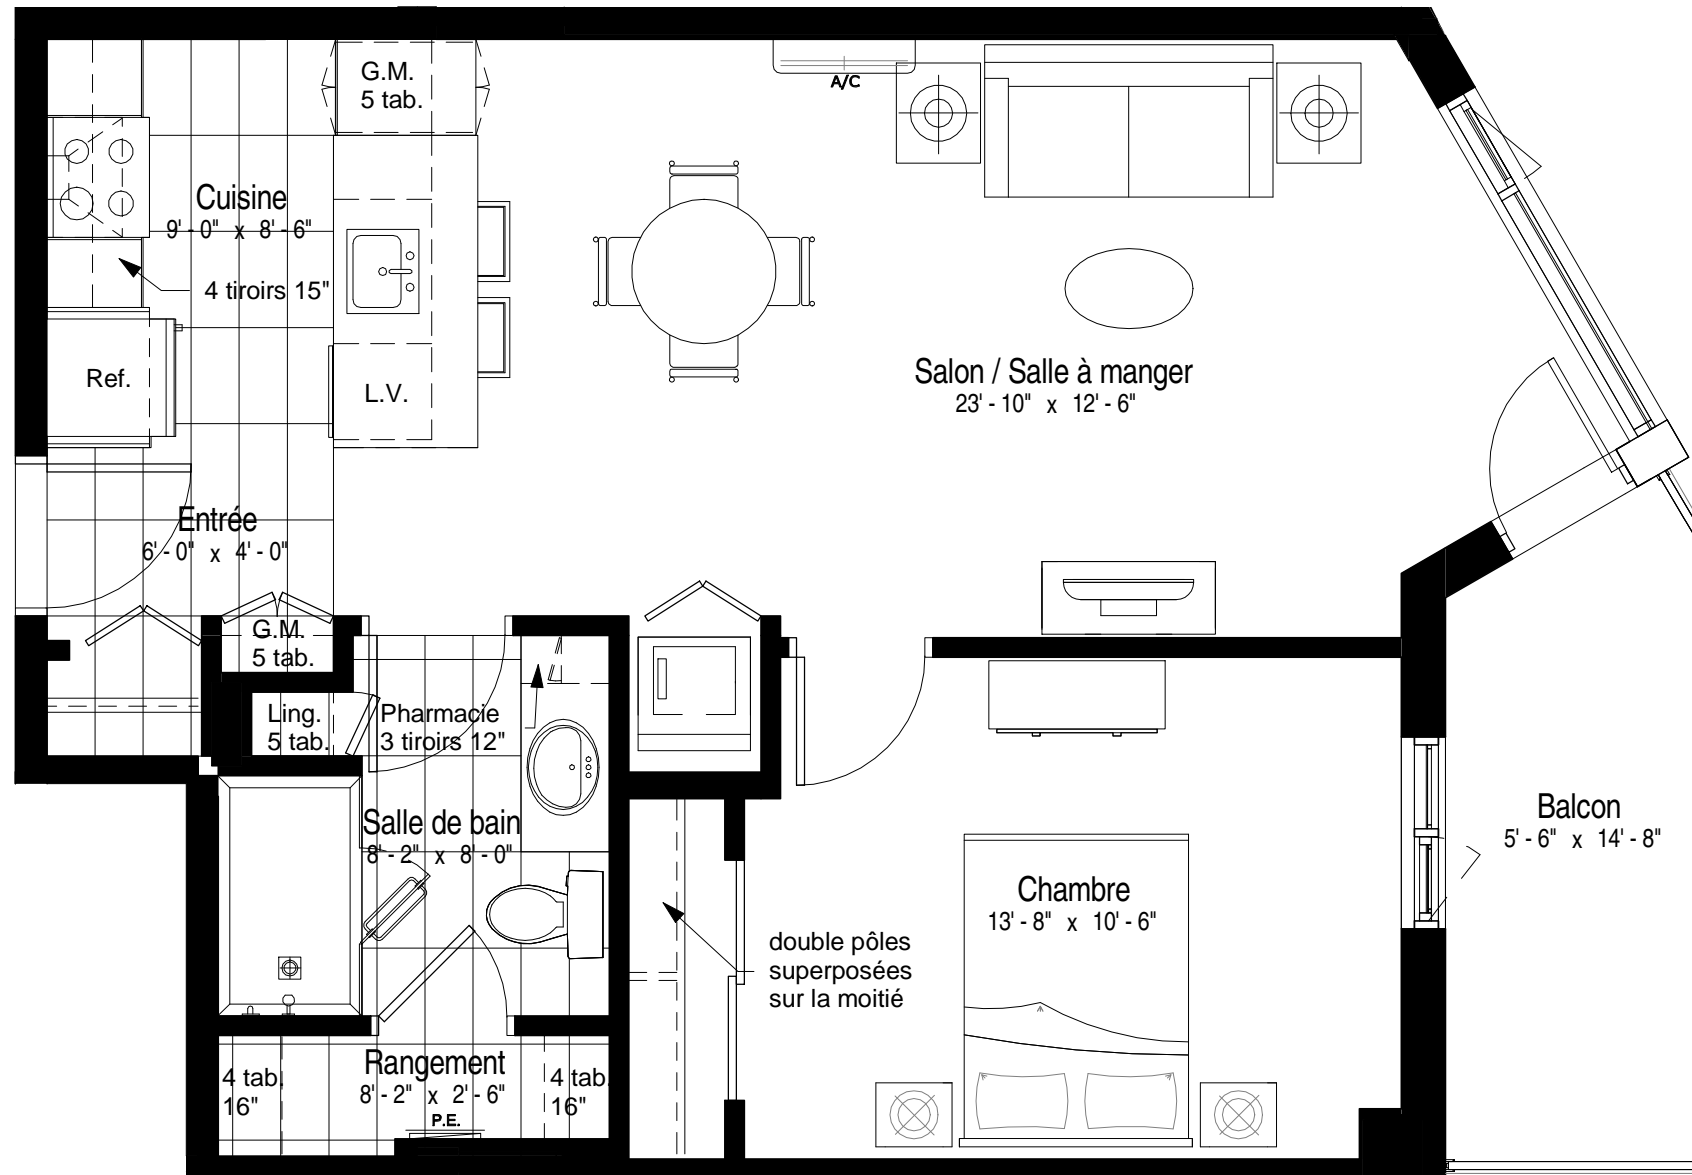 G.M.
5 tab.
A/C
Cuisine
9' - 0" x 8' - 6"
4 tiroirs 15"
Ref.
L.V.
Salon / Salle à manger
23' - 10" x 12' - 6"
Entrée
6' - 0" x 4' - 0"
G.M.
5 tab.
Ling.
5 tab.
Pharmacie
3 tiroirs 12"
Salle de bain
8' - 2" x 8' - 0"
Balcon
5' - 6" x 14' - 8"
Chambre
13' - 8" x 10' - 6"
double pôles
superposées
sur la moitié
Rangement
8' - 2" x 2' - 6"
P.E.
4 tab.
16"
4 tab.
16"